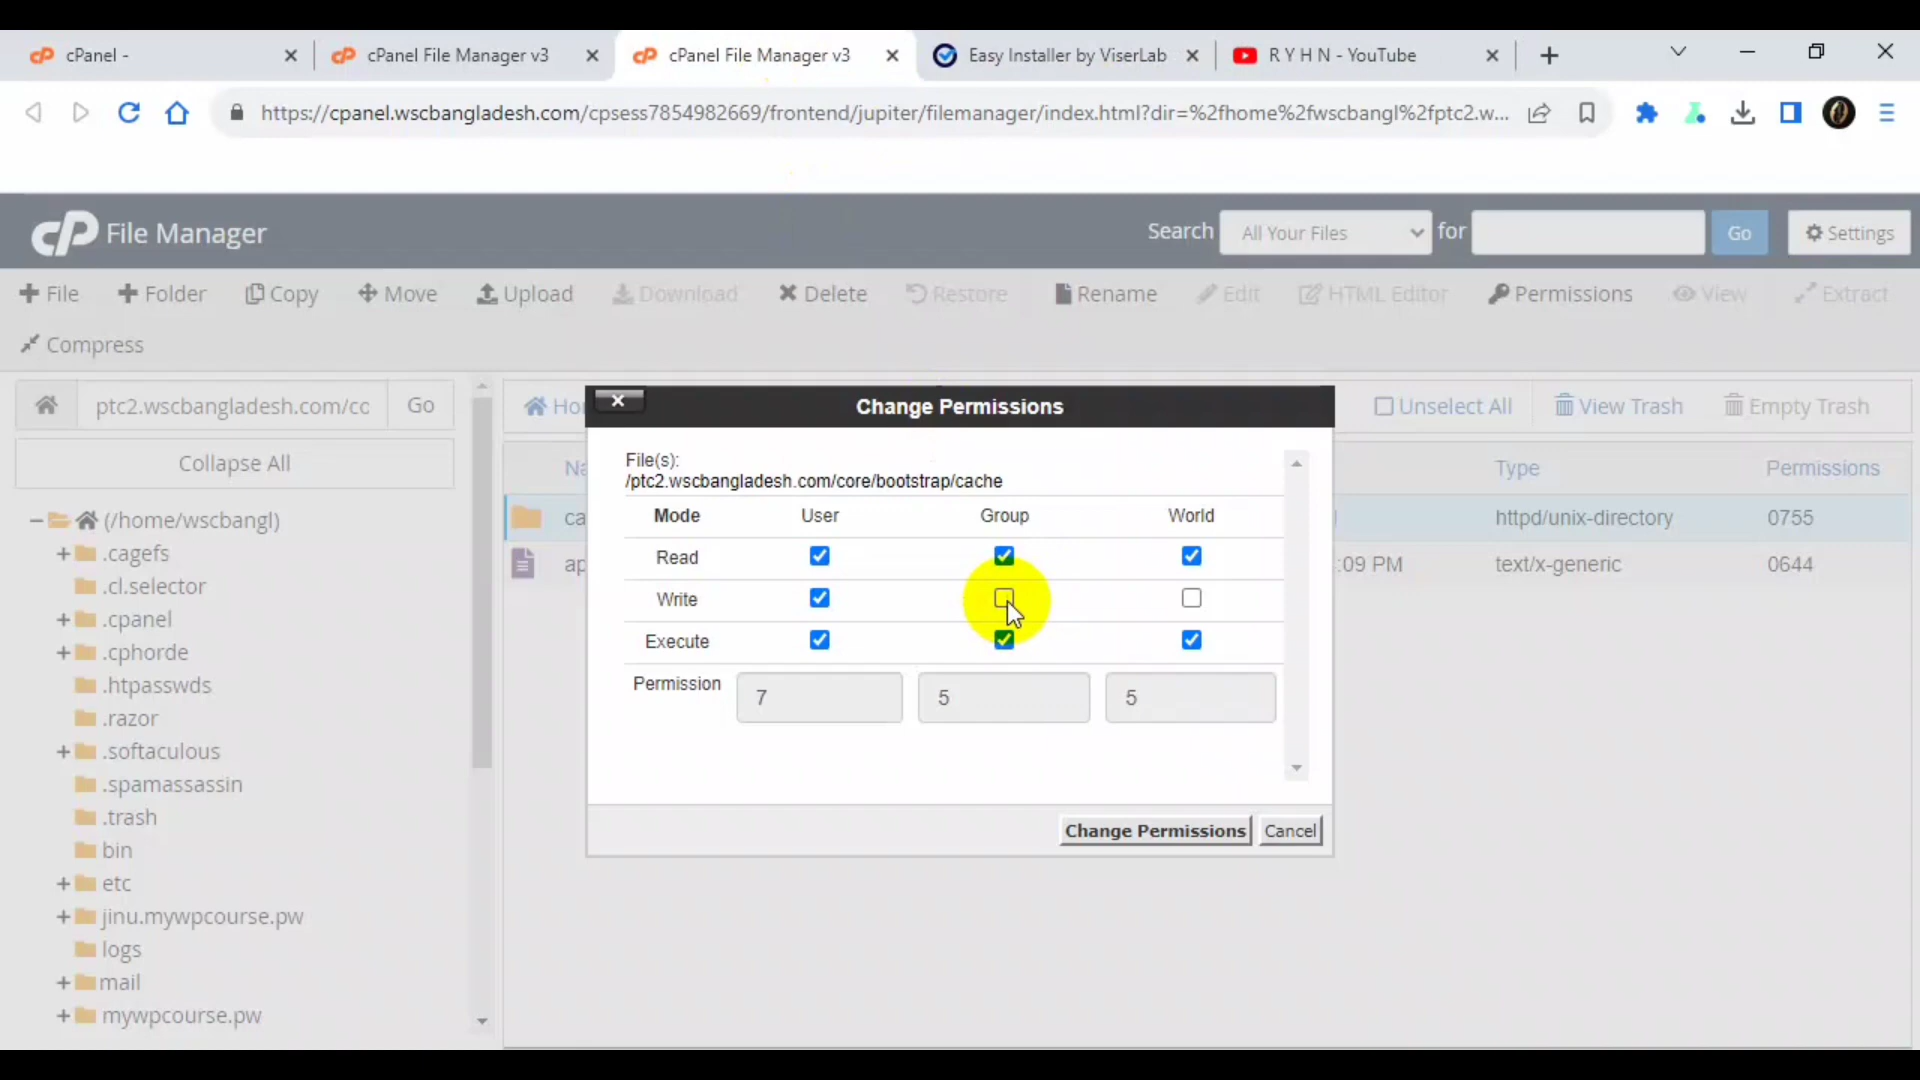 cPanel -
cPanel File Manager v3
cPanel File Manager v3
Easy Installer by ViserLab
R Y H N - YouTube
https://cpanel.wscbangladesh.com/cpsess7854982669/frontend/jupiter/filemanager/index.html?dir=%2fhome%2fwscbangl%2fptc2.w...
cP File Manager
Search All Your Files for Go Settings
File Folder Copy Move Upload Download Delete Restore Rename Edit HTML Editor Permissions View Extract
Compress
ptc2.wscbangladesh.com/cc Go
Collapse All
(/home/wscbangl)
.cagefs
.cl.selector
.cpanel
.cphorde
.htpasswds
.razor
.softaculous
.spamassassin
.trash
bin
etc
jinu.mywpcourse.pw
logs
mail
mywpcourse.pw
Unselect All View Trash Empty Trash
Type Permissions
httpd/unix-directory 0755
:09 PM text/x-generic 0644
Change Permissions
File(s):
/ptc2.wscbangladesh.com/core/bootstrap/cache
Mode User Group World
Read
Write
Execute
Permission 7 5 5
Change Permissions Cancel